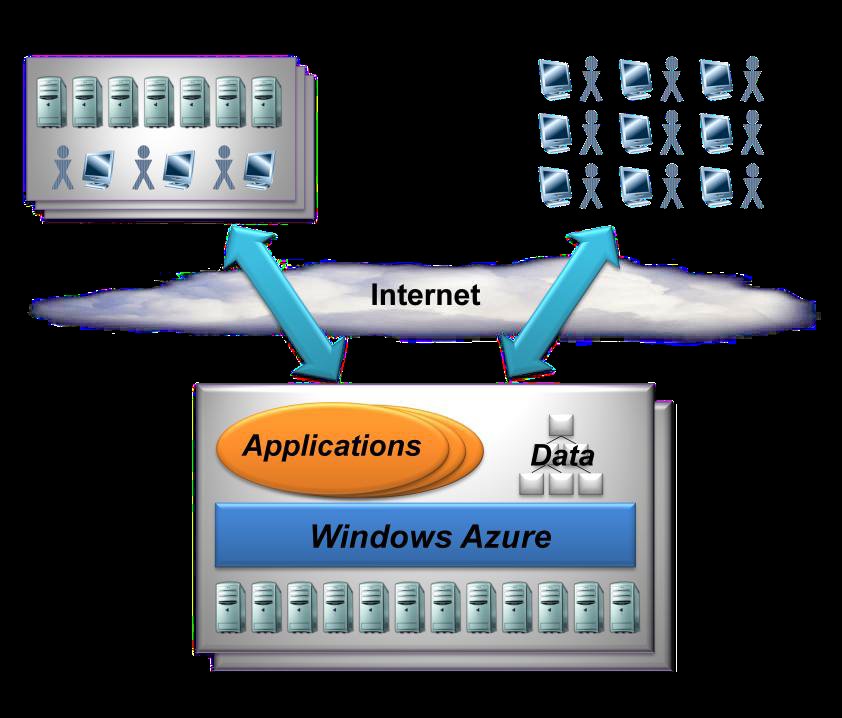 Internet
Applications
Data
Windows Azure